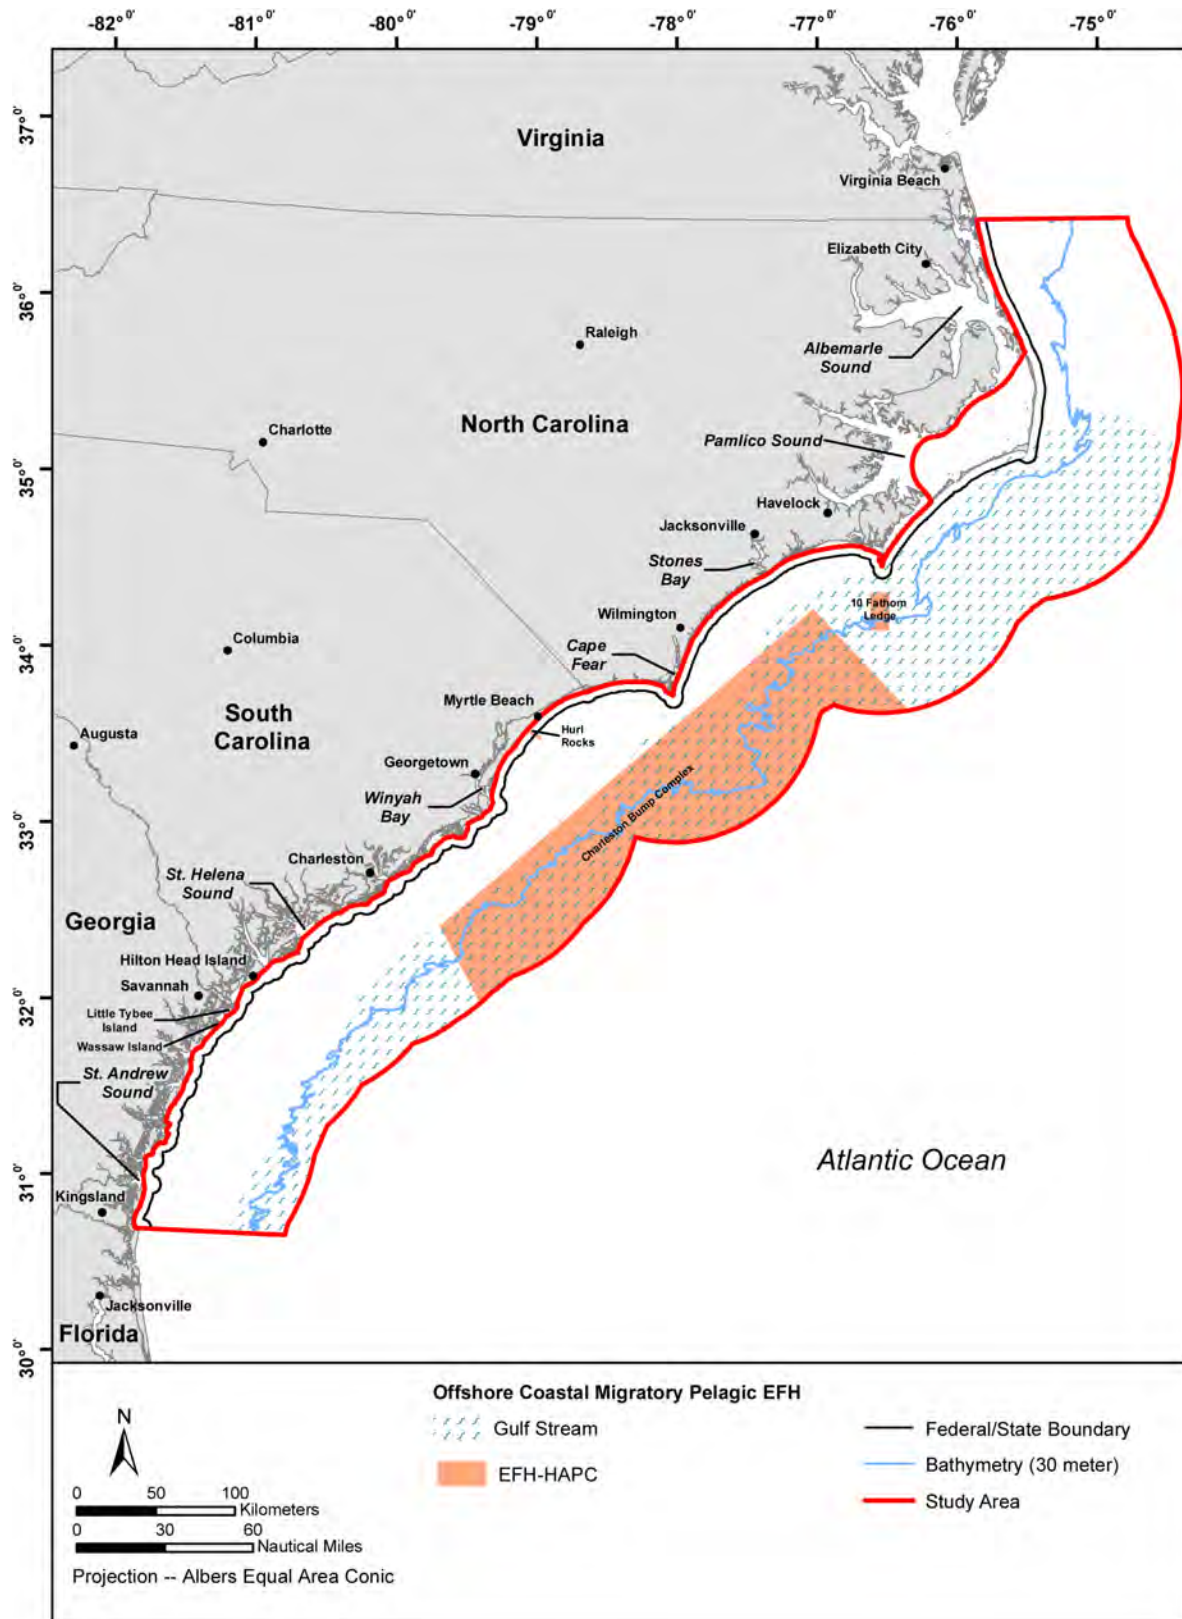 -82°0' -81°0' -80°0' -79°0' -78°0' -77°0' -76°0' -75°0'
37°0'
36°0'
35°0'
34°0'
33°0'
32°0'
31°0'
30°0'
Virginia
Virginia Beach
Elizabeth City
Albemarle
Sound
Raleigh
North Carolina
Charlotte
Pamlico Sound
Havelock
Jacksonville
Stones
Bay
10 Fathom
Ledge
Wilmington
Cape
Fear
Columbia
South
Carolina
Myrtle Beach
Hurl
Rocks
Augusta
Georgetown
Winyah
Bay
Charleston Bump Complex
Charleston
St. Helena
Sound
Georgia
Hilton Head Island
Savannah
Little Tybee
Island
Wassaw Island
St. Andrew
Sound
Atlantic Ocean
Kingsland
Jacksonville
Florida
Offshore Coastal Migratory Pelagic EFH
Gulf Stream
EFH-HAPC
Federal/State Boundary
Bathymetry (30 meter)
Study Area
N
0 50 100
Kilometers
0 30 60
Nautical Miles
Projection -- Albers Equal Area Conic